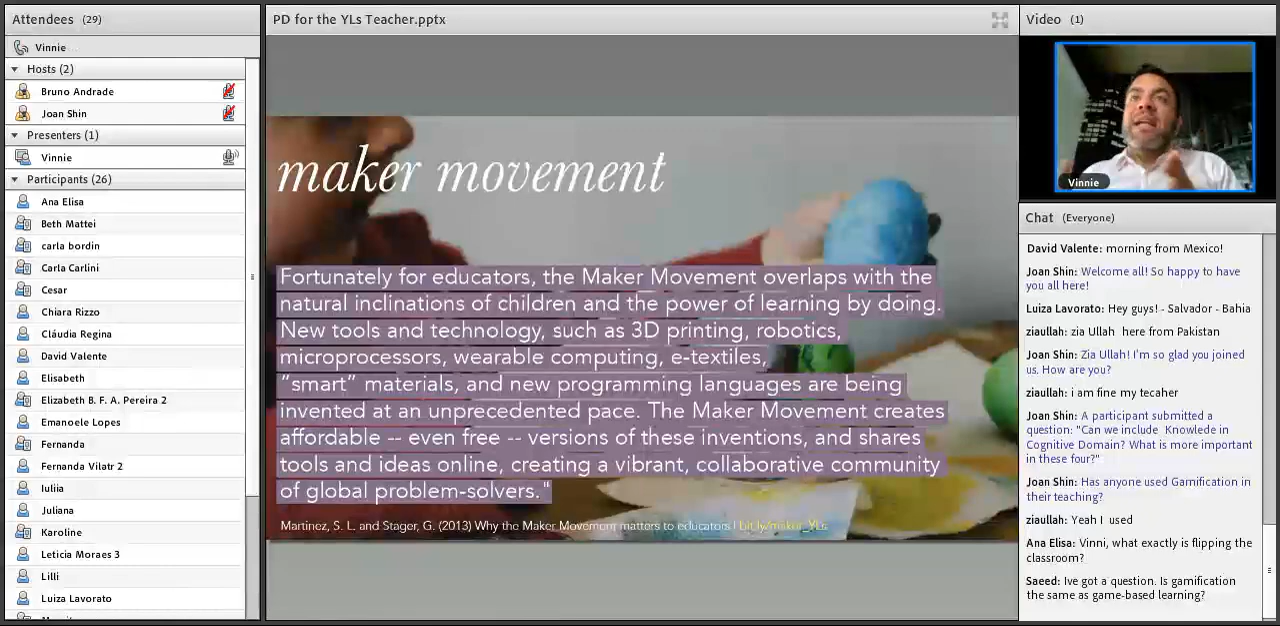 Attendees (29)
Vinnie
Hosts (2)
Bruno Andrade
Joan Shin
Presenters (1)
Vinnie
Participants (26)
Ana Elisa
Beth Mattei
carla bordin
Carla Carlini
Cesar
Chiara Rizzo
Cláudia Regina
David Valente
Elisabeth
Elizabeth B. F. A. Pereira 2
Emanoele Lopes
Fernanda
Fernanda Vilatr 2
Iuliia
Juliana
Karoline
Leticia Moraes 3
Lilli
Luiza Lavorato
PD for the YLs Teacher.pptx
maker movement
Fortunately for educators, the Maker Movement overlaps with the
natural inclinations of children and the power of learning by doing.
New tools and technology, such as 3D printing, robotics,
microprocessors, wearable computing, e-textiles,
“smart” materials, and new programming languages are being
invented at an unprecedented pace. The Maker Movement creates
affordable -- even free -- versions of these inventions, and shares
tools and ideas online, creating a vibrant, collaborative community
of global problem-solvers."
Martinez, S. L. and Stager, G. (2013) Why the Maker Movement matters to educators | bit.ly/maker_YLs
Video (1)
Vinnie
Chat (Everyone)
David Valente: morning from Mexico!
Joan Shin: Welcome all! So happy to have
you all here!
Luiza Lavorato: Hey guys! - Salvador - Bahia
ziaullah: zia Ullah here from Pakistan
Joan Shin: Zia Ullah! I'm so glad you joined
us. How are you?
ziaullah: i am fine my tecaher
Joan Shin: A participant submitted a
question: "Can we include Knowlede in
Cognitive Domain? What is more important
in these four?"
Joan Shin: Has anyone used Gamification in
their teaching?
ziaullah: Yeah I used
Ana Elisa: Vinni, what exactly is flipping the
classroom?
Saeed: Ive got a question. Is gamification
the same as game-based learning?